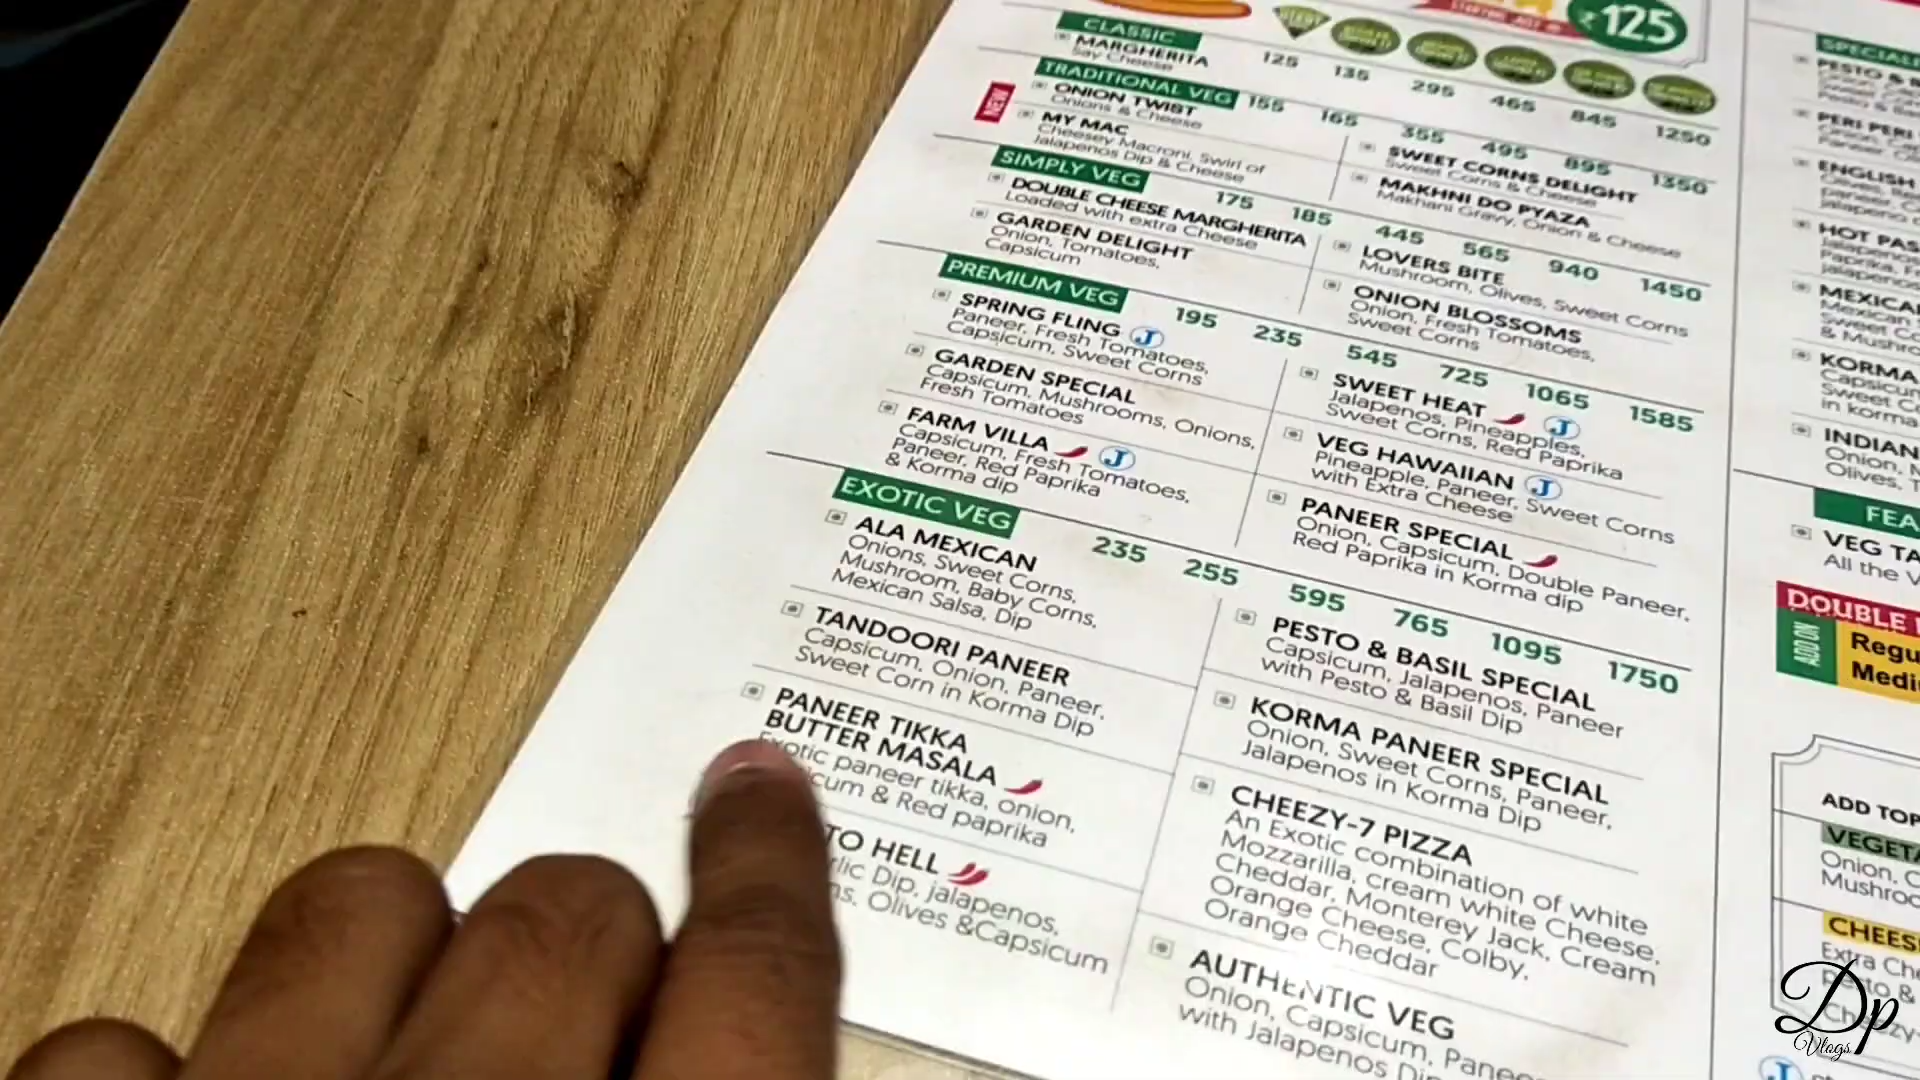 125
CLASSIC
MARGHERITA 125 135 295 465 845 1250
Say Cheese
TRADITIONAL VEG 155 165 355 495 895 1350
NEW
ONION TWIST
Onions & Cheese
MY MAC
Cheesey Macroni, Swirl of
Jalapenos Dip & Cheese
SWEET CORNS DELIGHT
Sweet Corns & Cheese
MAKHNI DO PYAZA
Makhani Gravy, Onion & Cheese
SIMPLY VEG 175 185 445 565 940 1450
DOUBLE CHEESE MARGHERITA
Loaded with extra Cheese
GARDEN DELIGHT
Onion, Tomatoes,
Capsicum
LOVERS BITE
Mushroom, Olives, Sweet Corns
ONION BLOSSOMS
Onion, Fresh Tomatoes,
Sweet Corns
PREMIUM VEG 195 235 545 725 1065 1585
SPRING FLING J
Paneer, Fresh Tomatoes,
Capsicum, Sweet Corns
GARDEN SPECIAL
Capsicum, Mushrooms, Onions,
Fresh Tomatoes
FARM VILLA J
Capsicum, Fresh Tomatoes,
Paneer, Red Paprika
& Korma dip
SWEET HEAT J
Jalapenos, Pineapples,
Sweet Corns, Red Paprika
VEG HAWAIIAN J
Pineapple, Paneer, Sweet Corns
with Extra Cheese
PANEER SPECIAL
Onion, Capsicum, Double Paneer,
Red Paprika in Korma dip
EXOTIC VEG 235 255 595 765 1095 1750
ALA MEXICAN
Onions, Sweet Corns,
Mushroom, Baby Corns,
Mexican Salsa, Dip
TANDOORI PANEER
Capsicum, Onion, Paneer,
Sweet Corn in Korma Dip
PANEER TIKKA
BUTTER MASALA
Exotic paneer tikka, onion,
& Red paprika
TO HELL
Dip, jalapenos,
Olives &Capsicum
PESTO & BASIL SPECIAL
Capsicum, Jalapenos, Paneer
with Pesto & Basil Dip
KORMA PANEER SPECIAL
Onion, Sweet Corns, Paneer,
Jalapenos in Korma Dip
CHEEZY-7 PIZZA
An Exotic combination of white
Mozzarilla, cream white Cheese,
Cheddar, Monterey Jack, Cream
Orange Cheese, Colby,
Orange Cheddar
AUTHENTIC VEG
Onion, Capsicum,
with Jalapenos
PESTO &
PERI PERI
ENGLISH
HOT
KORMA
INDIAN
Onion,
Olives,
VEG
All the
DOUBLE
ADD ON
ADD
Onion,
Extra
J
Dp
Vlogs